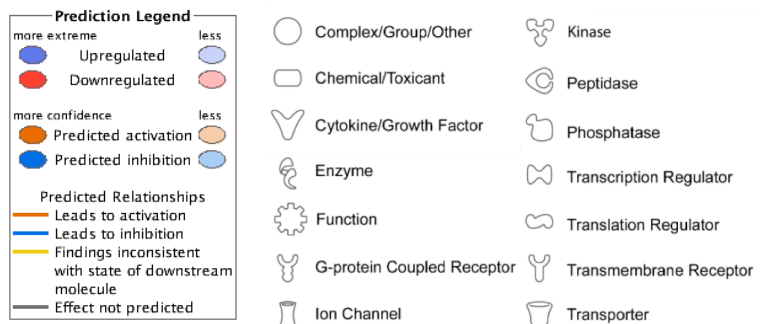 Prediction Legend
more extreme less
Upregulated
Downregulated
more confidence less
Predicted activation
Predicted inhibition
Predicted Relationships
Leads to activation
Leads to inhibition
Findings inconsistent
with state of downstream
molecule
Effect not predicted
Complex/Group/Other
Chemical/Toxicant
Cytokine/Growth Factor
Enzyme
Function
G-protein Coupled Receptor
Ion Channel
Kinase
Peptidase
Phosphatase
Transcription Regulator
Translation Regulator
Transmembrane Receptor
Transporter